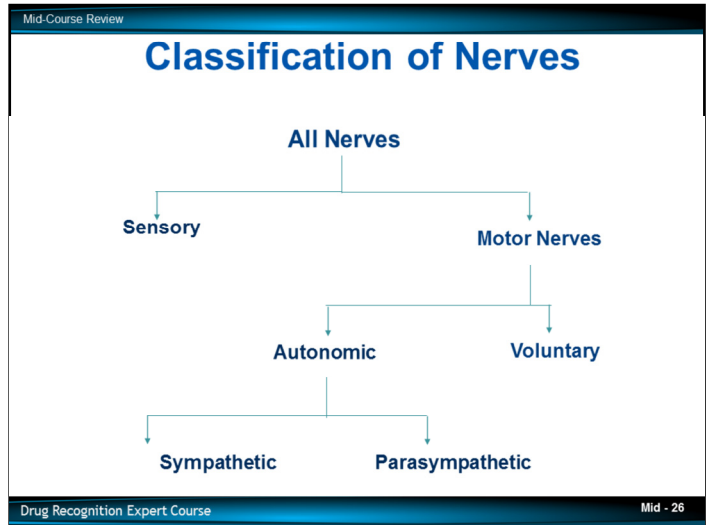 Mid-Course Review
Classification of Nerves
All Nerves
Sensory
Motor Nerves
Autonomic
Voluntary
Sympathetic
Parasympathetic
Drug Recognition Expert Course
Mid - 26